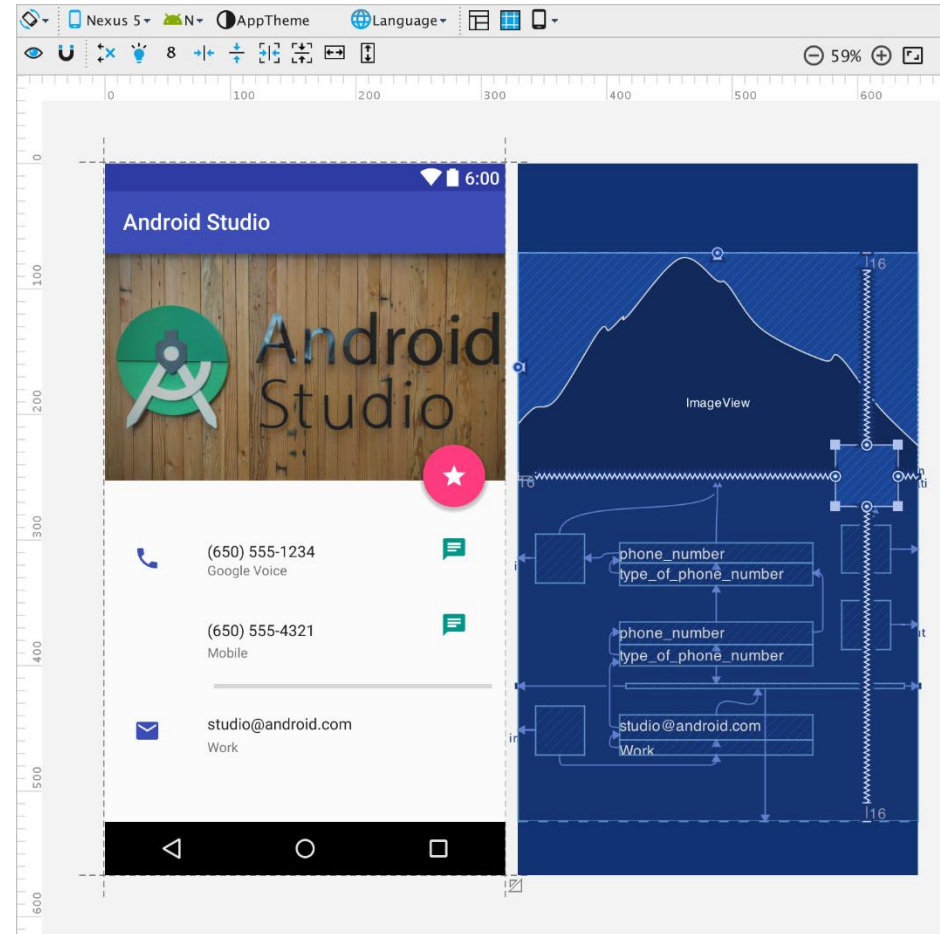 Nexus 5 N AppTheme Language
8 59%
0 100 200 300 400 500 600
0
100
200
300
400
500
600
6:00
Android Studio
Android
Studio
(650) 555-1234
Google Voice
(650) 555-4321
Mobile
studio@android.com
Work
16
ImageView
16
phone_number
type_of_phone_number
phone_number
type_of_phone_number
studio@android.com
Work
16